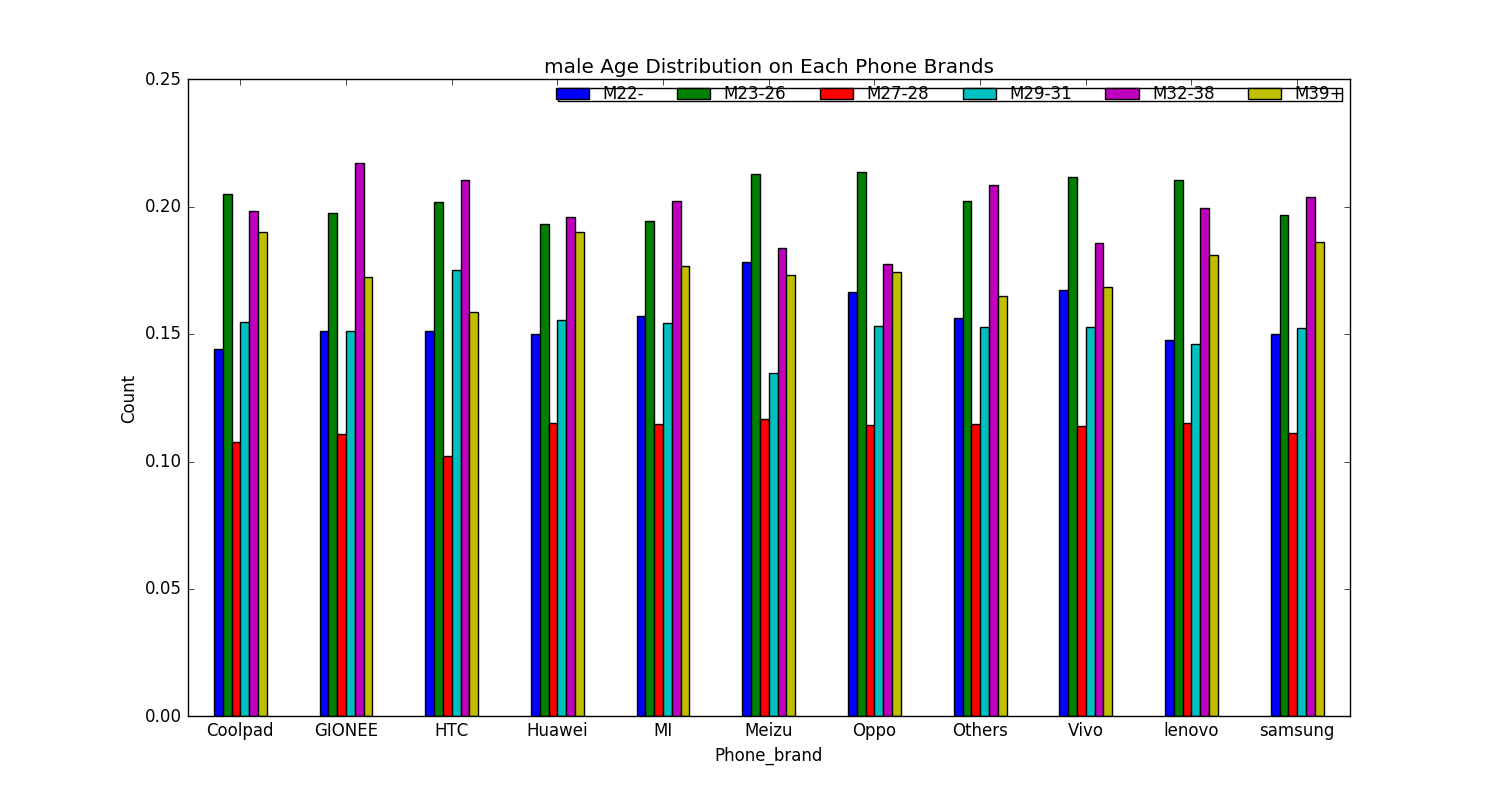 male Age Distribution on Each Phone Brands
M22- M23-26 M27-28 M29-31 M32-38 M39+
0.25
0.20
0.15
0.10
0.05
0.00
Count
Coolpad GIONEE HTC Huawei MI Meizu Oppo Others Vivo lenovo samsung
Phone_brand